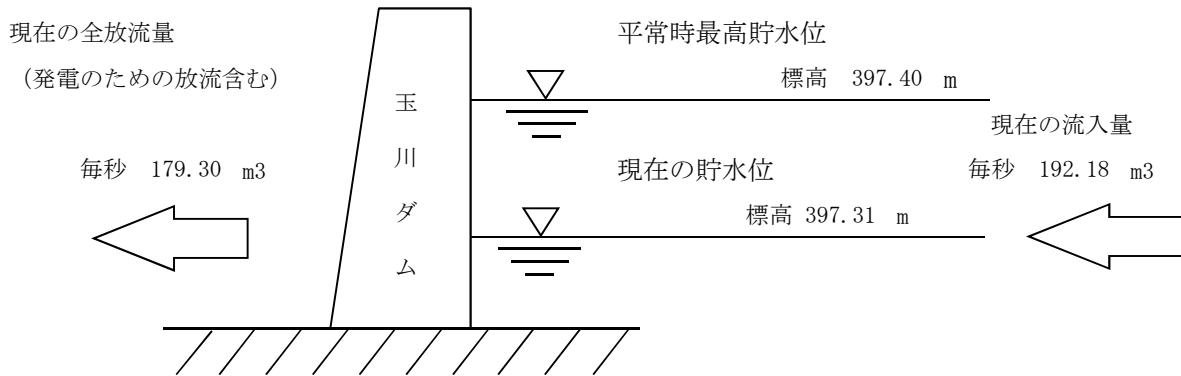 現在の全放流量
（発電のための放流含む）
毎秒 179.30 m3
玉川ダム
平常時最高貯水位
標高 397.40 m
現在の貯水位
標高 397.31 m
現在の流入量
毎秒 192.18 m3